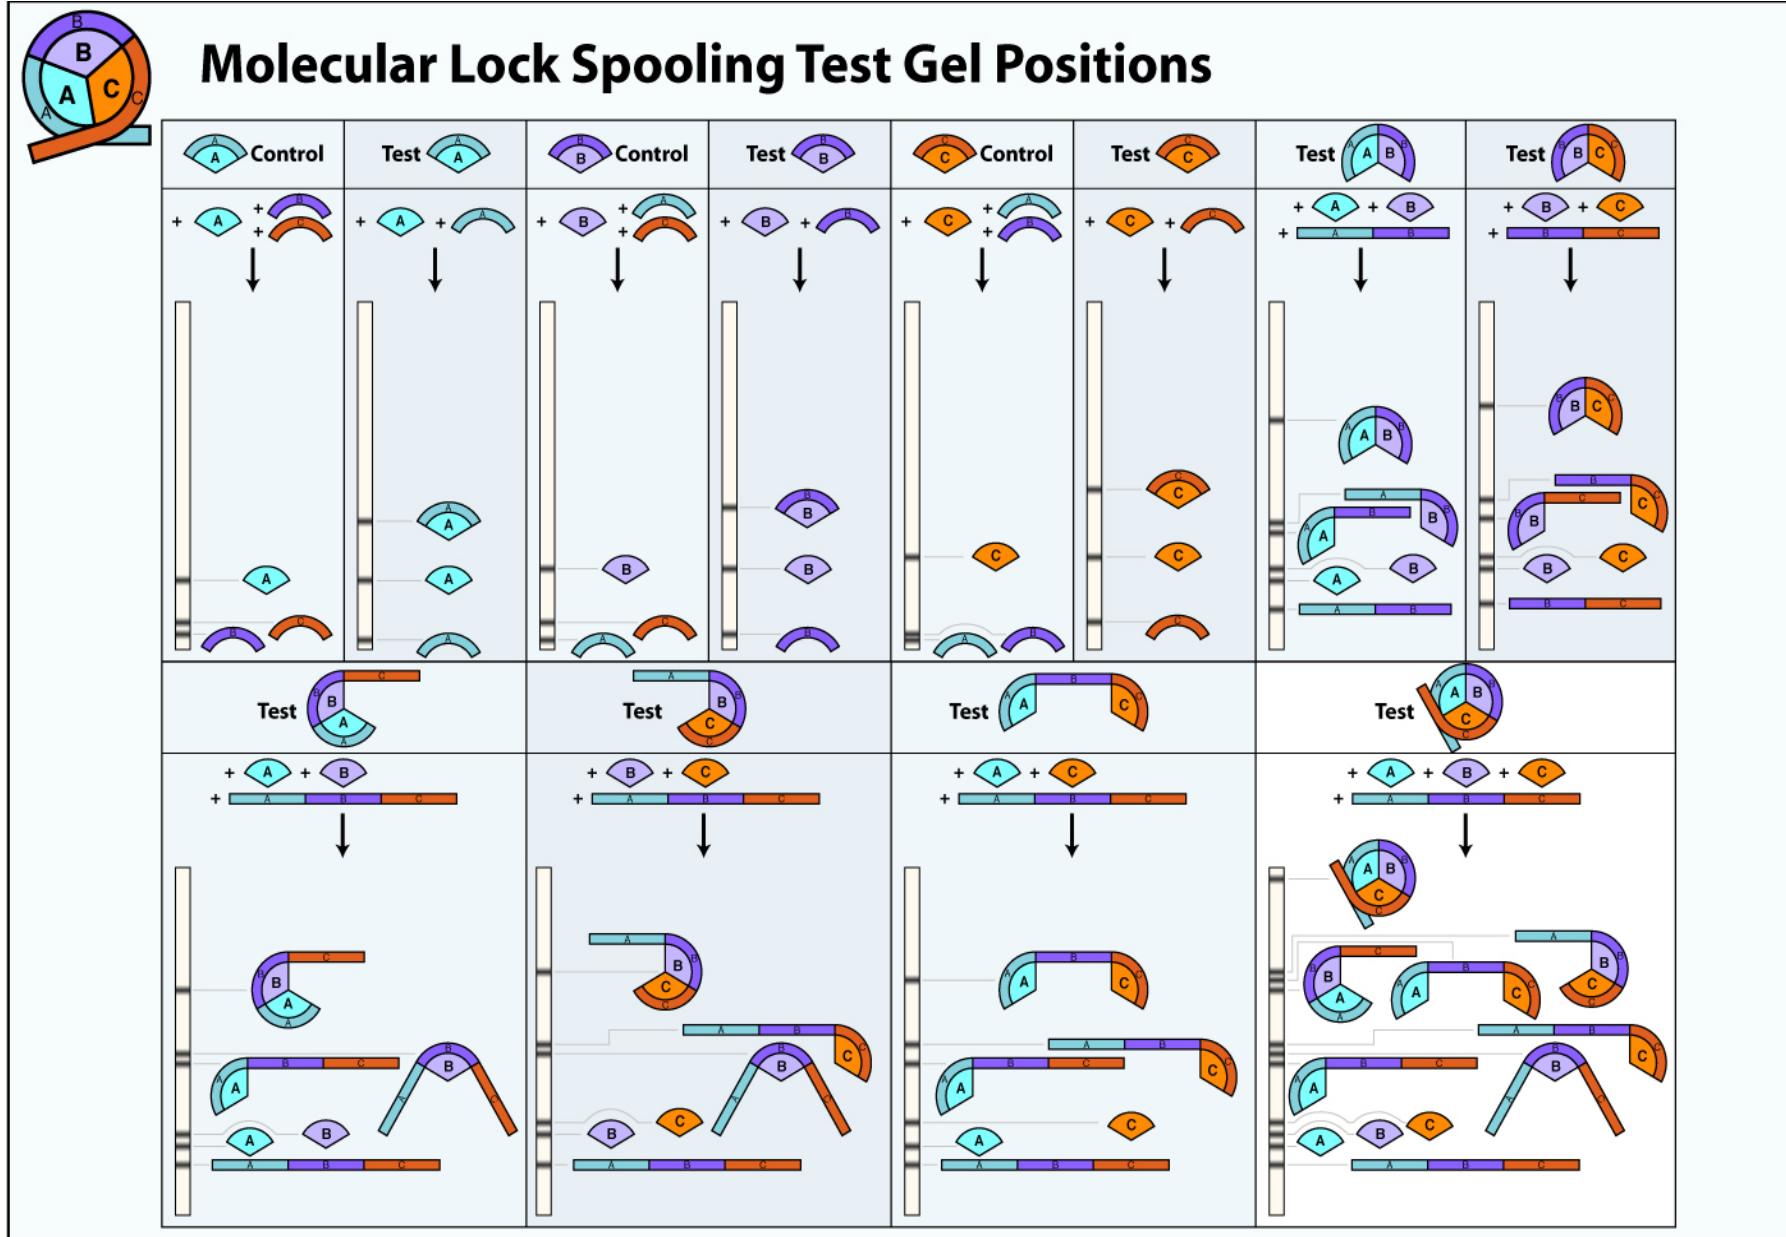 B
B
Molecular Lock Spooling Test Gel Positions
A
C
C
A
A
A
Control
Test
A
A
B
B
Control
Test
B
B
C
C
Control
Test
C
C
Test
A
A
B
B
Test
B
B
C
C
+ A + B
+ C
+ A + A
+ B + A
+ C
+ B + B
+ C + A
+ B
+ C + C
+ A + B
+ A B
+ B + C
+ B C
A
A
B
B
B
B
C
C
C
C
A
A
B
B
C
C
A
B
B
A
B
A
B
C
B
C
C
B
B
C
A
A
B
B
C
C
A
B
B
C
A
B
B
C
B
C
A
C
B
A
B
A
B
C
Test
C
B
B
A
A
Test
A
B
B
C
C
Test
A
A
B
C
C
Test
A
A
B
B
C
C
+ A + B
+ A B C
+ B + C
+ A B C
+ A + C
+ A B C
+ A + B + C
+ A B C
C
B
B
A
A
B
B
A
C
A
A
B
C
A
B
A
B
C
A
B
B
C
C
A
B
C
C
B
B
A
C
B
C
A
B
C
A
A
B
C
C
A
B
C
C
A
A
B
C
A
C
A
B
C
A
A
B
B
C
C
C
B
B
A
A
A
A
B
C
C
A
B
B
C
C
A
B
C
C
A
A
B
C
B
B
A
C
A
B
C
A
B
C